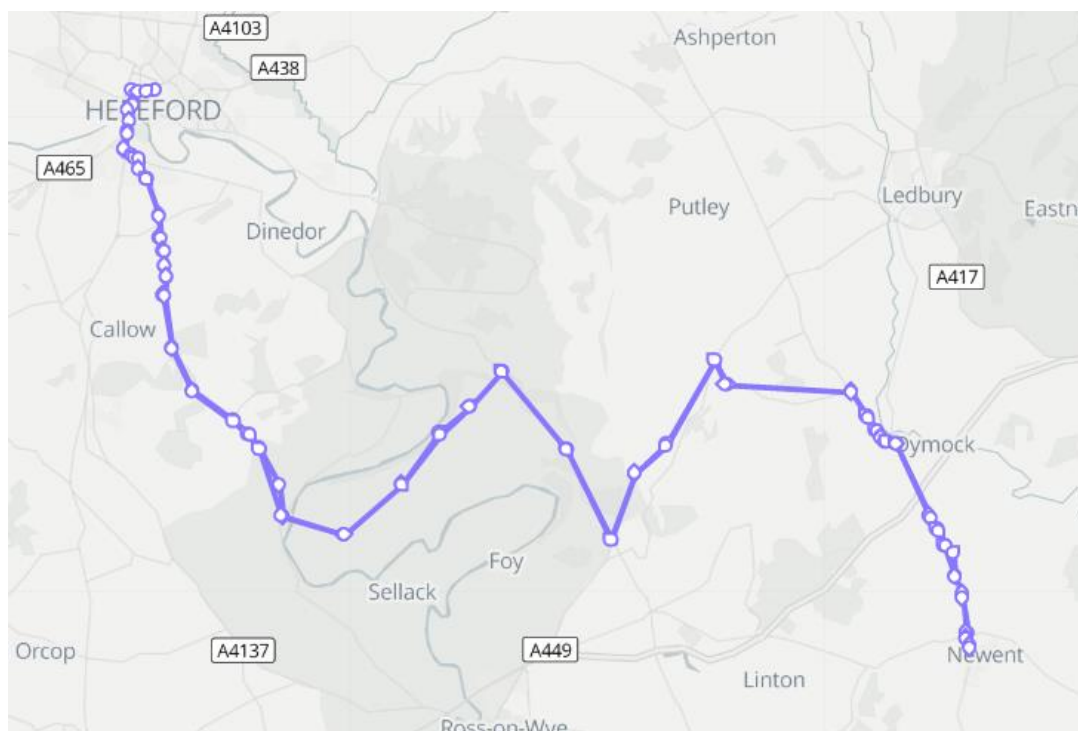 A4103
Ashperton
A438
HEREFORD
A465
Ledbury
Putley
Eastn
Dinedor
A417
Callow
Dymock
Foy
Sellack
Orcop
A4137
A449
Newent
Linton
Ross-on-Wye